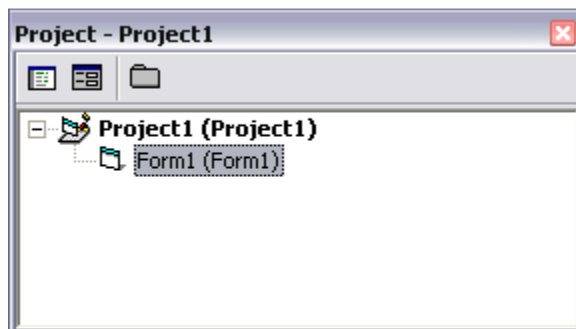 Project - Project1
Project1 (Project1)
Form1 (Form1)